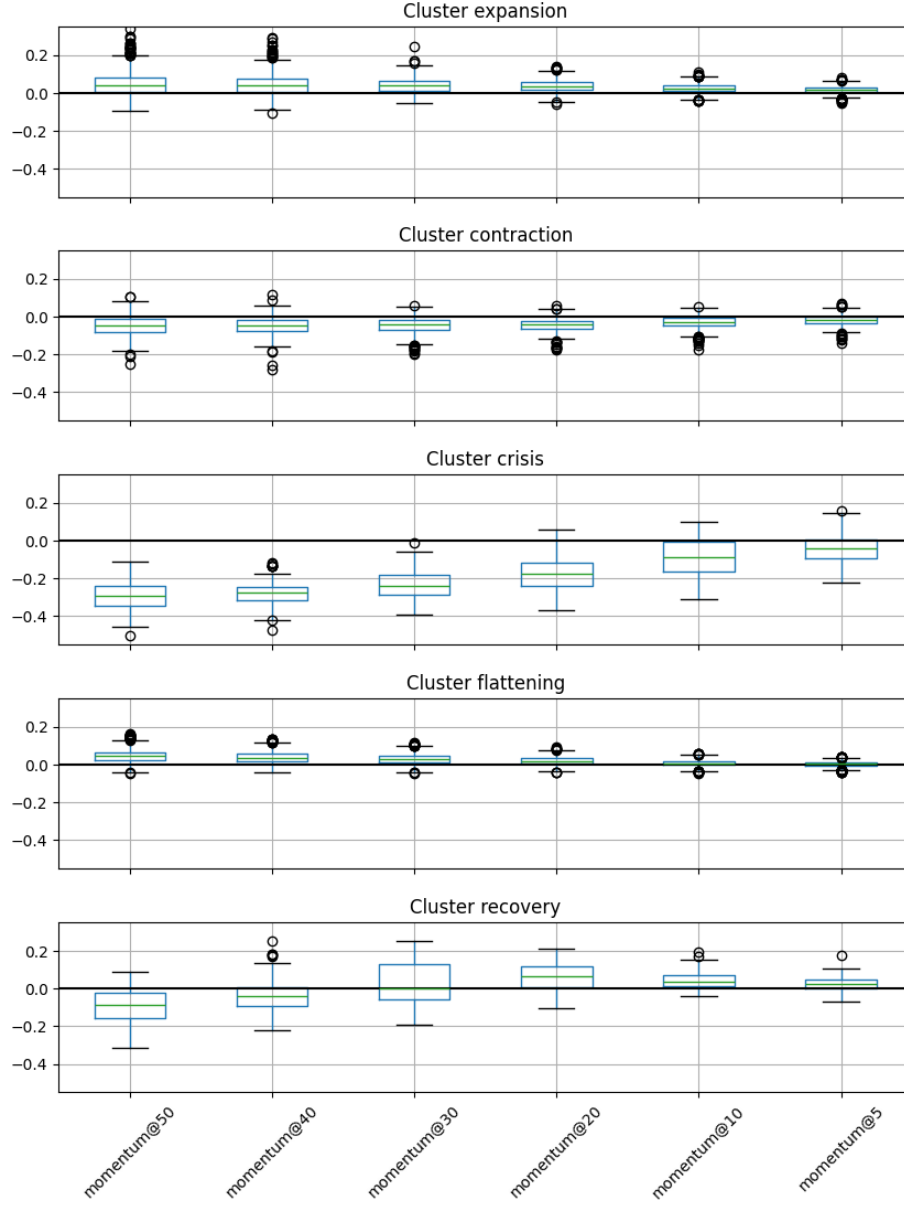 Cluster expansion
0.2
0.0
−0.2
−0.4
Cluster contraction
0.2
0.0
−0.2
−0.4
Cluster crisis
0.2
0.0
−0.2
−0.4
Cluster flattening
0.2
0.0
−0.2
−0.4
Cluster recovery
0.2
0.0
−0.2
−0.4
momentum@50
momentum@40
momentum@30
momentum@20
momentum@10
momentum@5